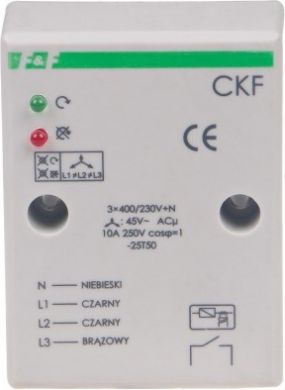 F&F
CKF
CE
L1≠L2≠L3
3×400/230V+N
: 45V~ ACµ
10A 250V cosφ=1
-25T50
N — NIEBIESKI
L1 — CZARNY
L2 — CZARNY
L3 — BRĄZOWY